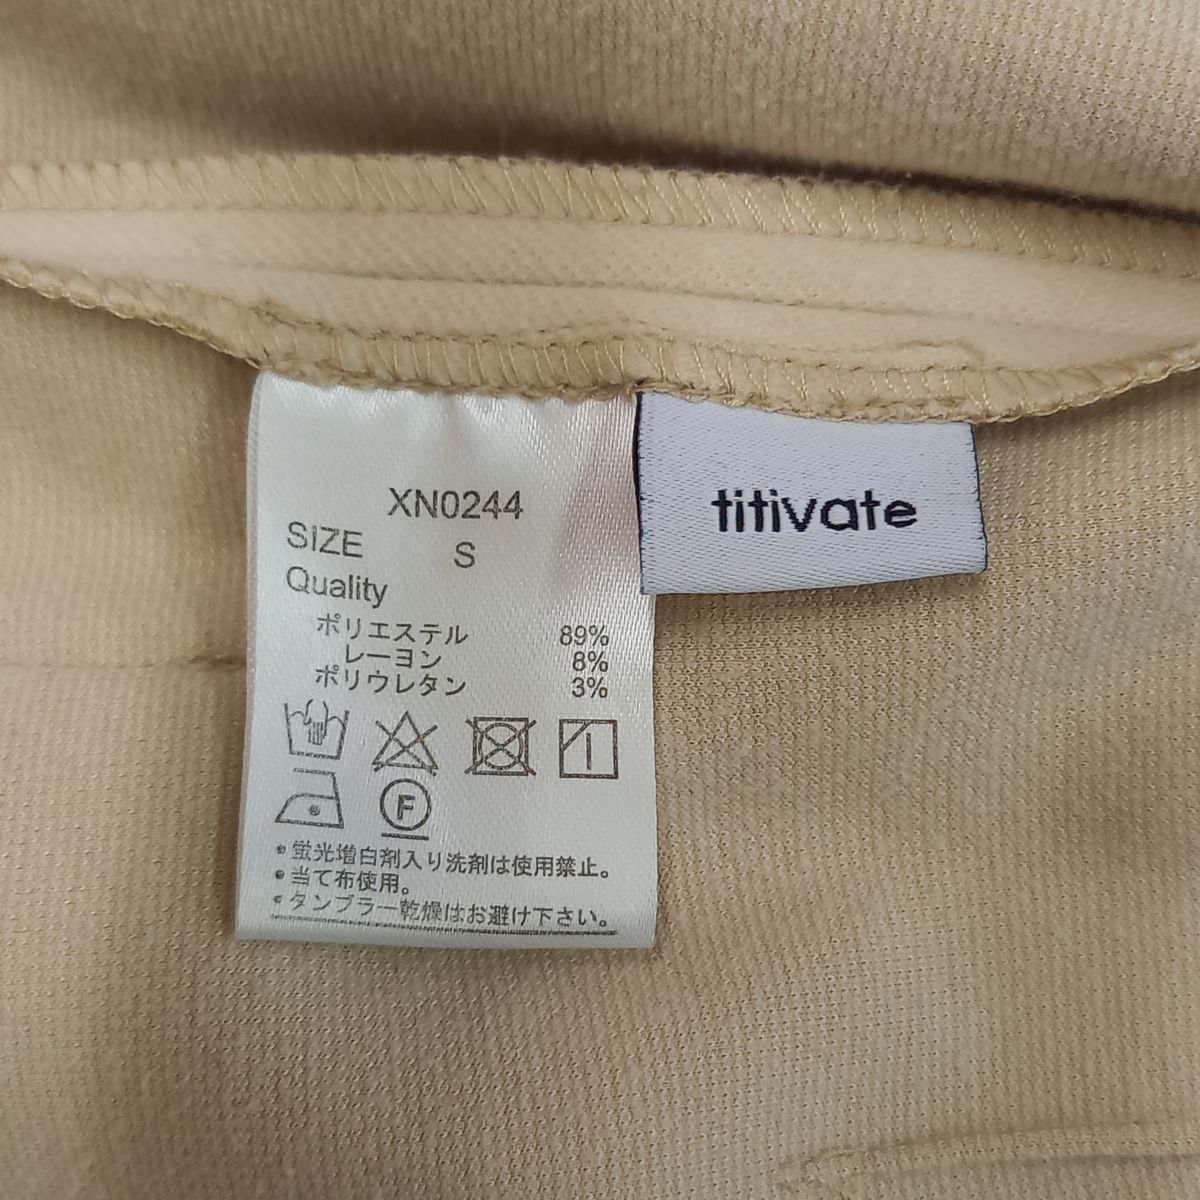 XN0244
SIZE S
Quality
ポリエステル 89%
レーヨン 8%
ポリウレタン 3%
F
・蛍光増白剤入り洗剤は使用禁止。
・当て布使用。
・タンブラー乾燥はお避け下さい。
titivate